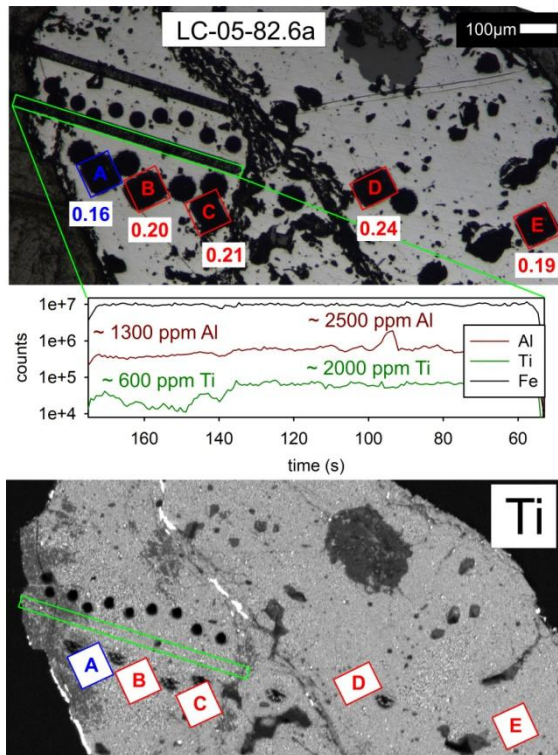 LC-05-82.6a
100µm
A
B
C
D
E
0.16
0.20
0.21
0.24
0.19
1e+7
1e+6
1e+5
1e+4
counts
~ 1300 ppm Al
~ 2500 ppm Al
~ 600 ppm Ti
~ 2000 ppm Ti
Al
Ti
Fe
160
140
120
100
80
60
time (s)
Ti
A
B
C
D
E